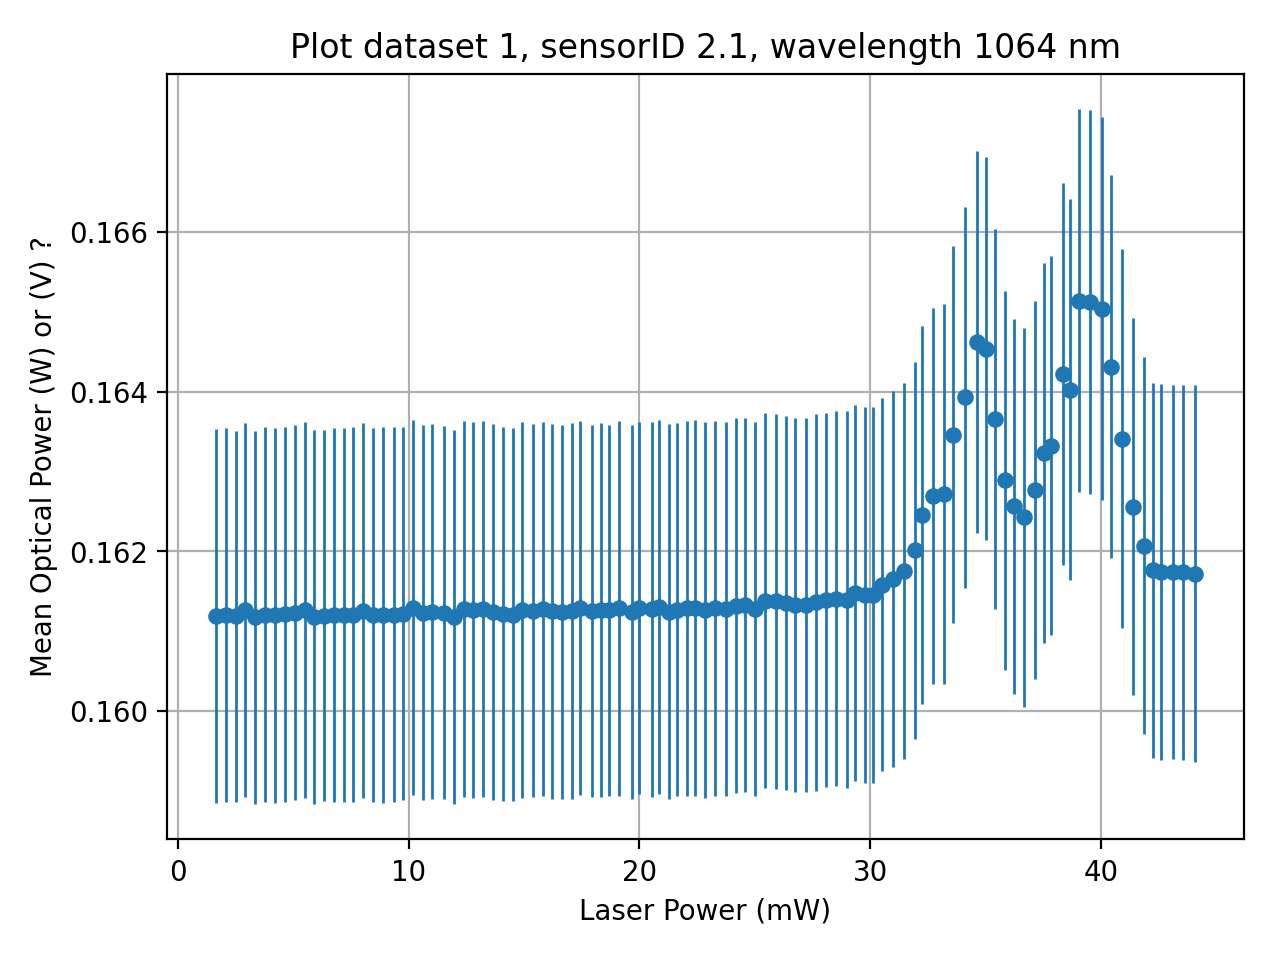 Plot dataset 1, sensorID 2.1, wavelength 1064 nm
Mean Optical Power (W) or (V) ?
0.166
0.164
0.162
0.160
0 10 20 30 40
Laser Power (mW)